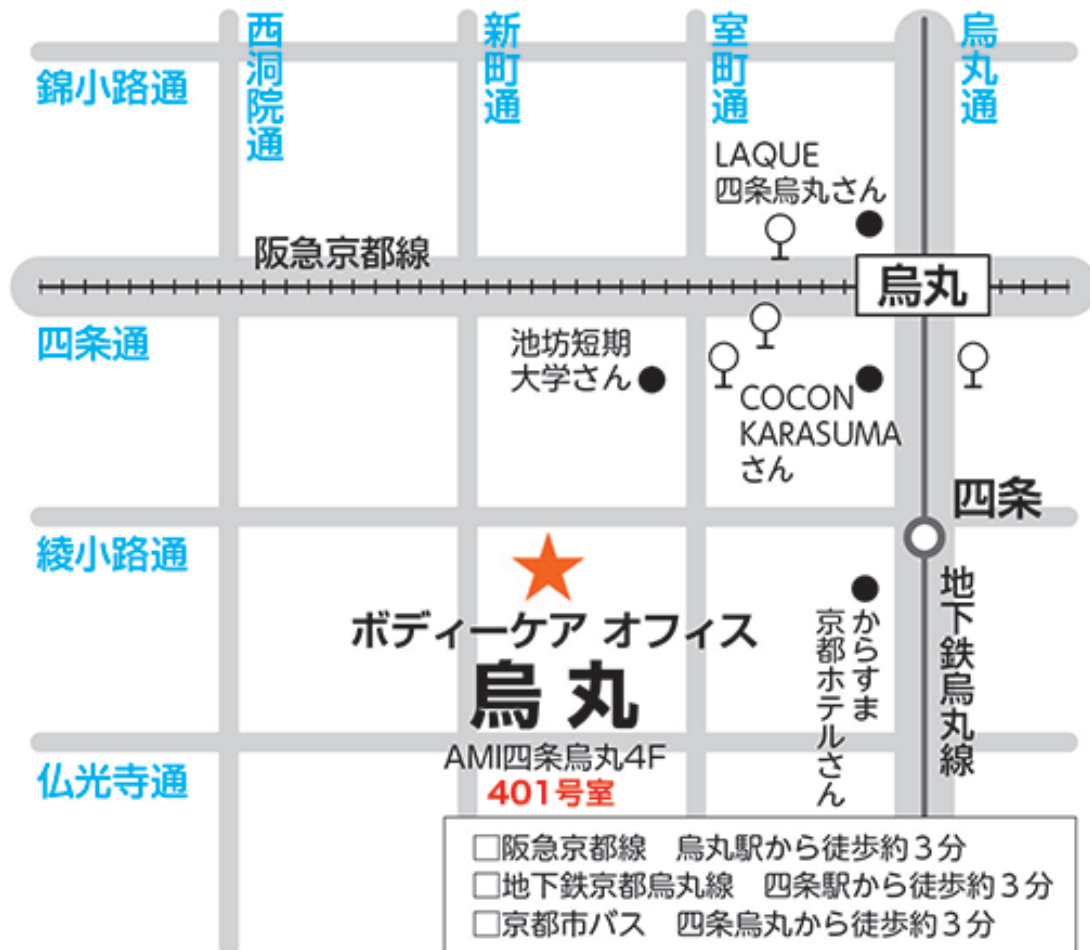 西洞院通
新町通
室町通
烏丸通
錦小路通
LAQUE
四条烏丸さん
阪急京都線
烏丸
四条通
池坊短期
大学さん
COCON
KARASUMA
さん
四条
綾小路通
地下鉄烏丸線
からすま
京都ホテルさん
ボディーケア オフィス
烏丸
AMI四条烏丸4F
401号室
仏光寺通
□阪急京都線　烏丸駅から徒歩約3分
□地下鉄京都烏丸線　四条駅から徒歩約3分
□京都市バス　四条烏丸から徒歩約3分